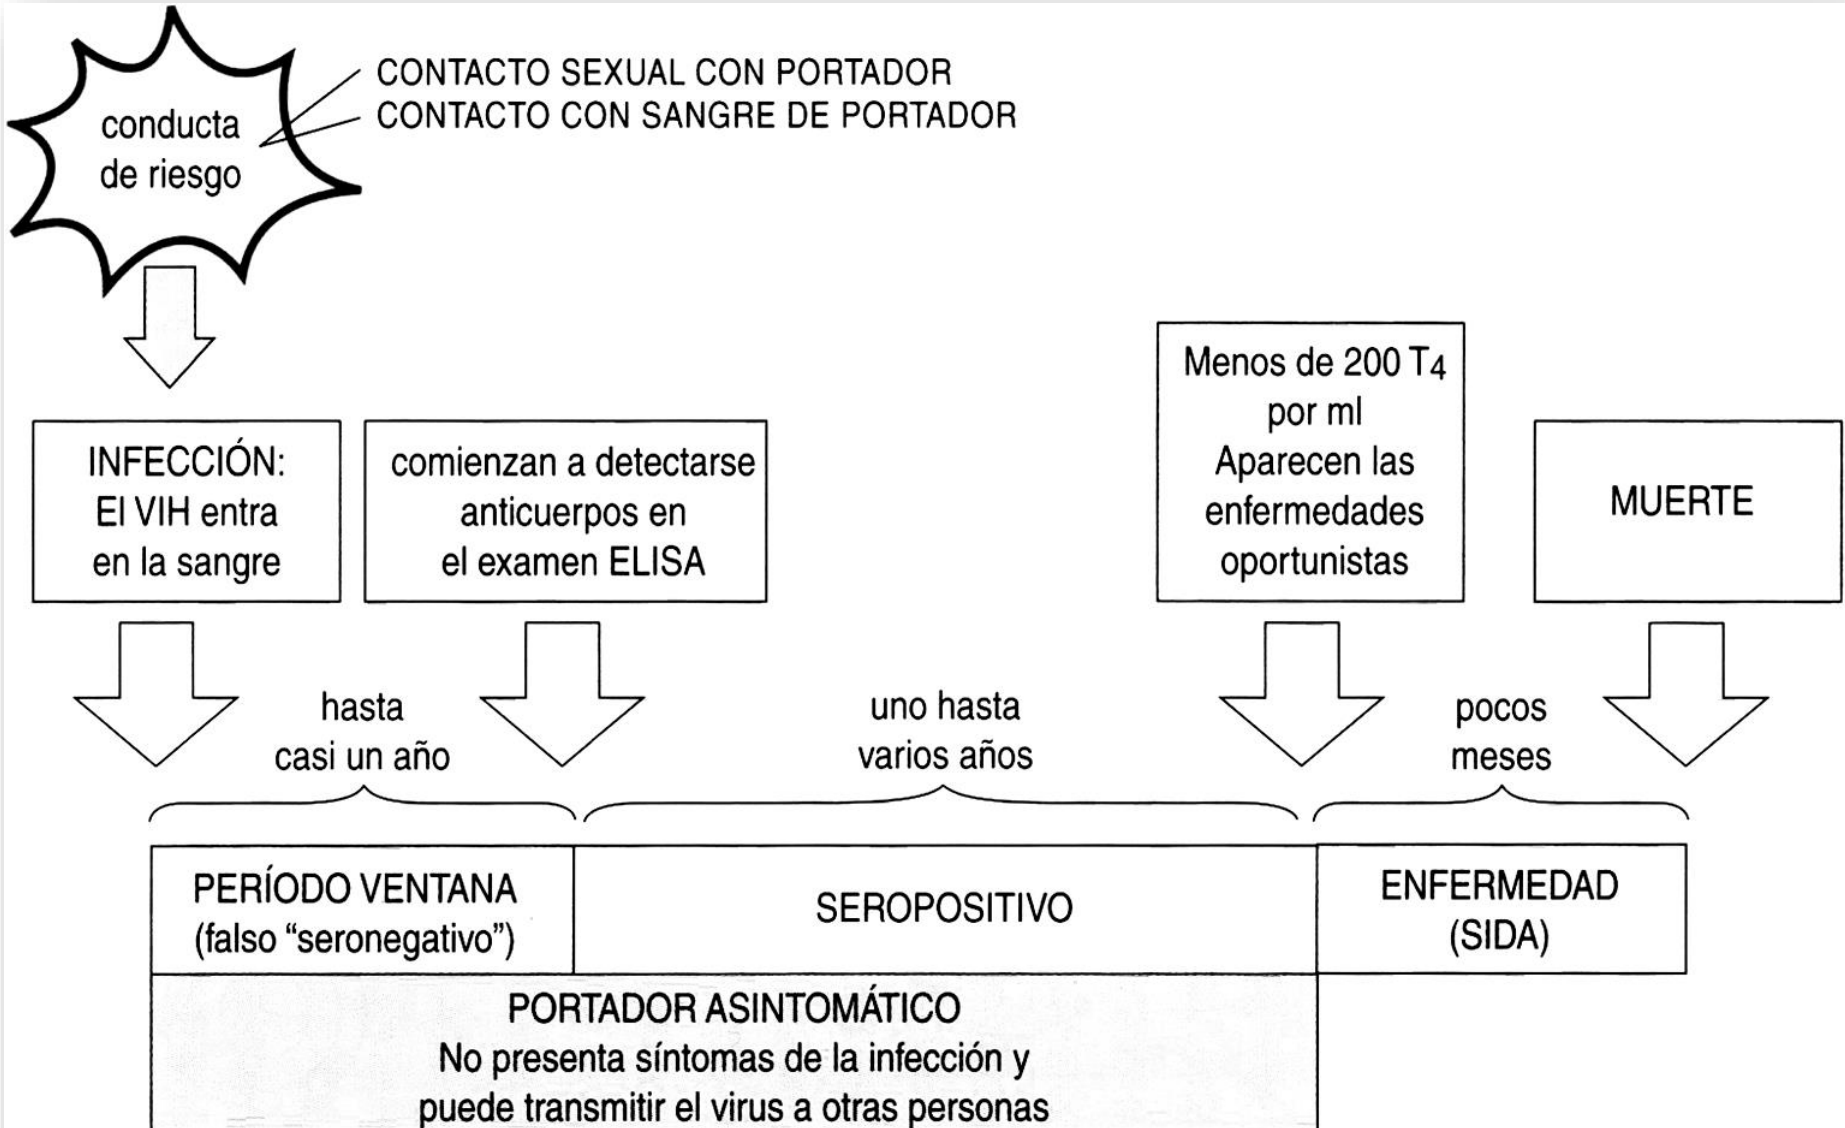 conducta
de riesgo
CONTACTO SEXUAL CON PORTADOR
CONTACTO CON SANGRE DE PORTADOR
INFECCIÓN:
El VIH entra
en la sangre
comienzan a detectarse
anticuerpos en
el examen ELISA
Menos de 200 T4
por ml
Aparecen las
enfermedades
oportunistas
MUERTE
hasta
casi un año
uno hasta
varios años
pocos
meses
PERÍODO VENTANA
(falso “seronegativo”)
SEROPOSITIVO
ENFERMEDAD
(SIDA)
PORTADOR ASINTOMÁTICO
No presenta síntomas de la infección y
puede transmitir el virus a otras personas